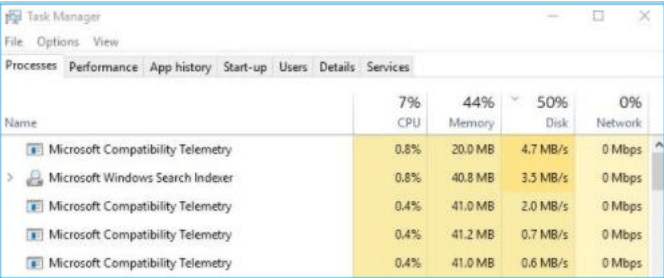 Task Manager
File Options View
Processes Performance App history Start-up Users Details Services
7% 44% 50% 0%
Name CPU Memory Disk Network
Microsoft Compatibility Telemetry 0.8% 20.0 MB 4.7 MB/s 0 Mbps
Microsoft Windows Search Indexer 0.8% 40.8 MB 3.5 MB/s 0 Mbps
Microsoft Compatibility Telemetry 0.4% 41.0 MB 2.0 MB/s 0 Mbps
Microsoft Compatibility Telemetry 0.4% 41.2 MB 0.7 MB/s 0 Mbps
Microsoft Compatibility Telemetry 0.4% 41.0 MB 0.6 MB/s 0 Mbps